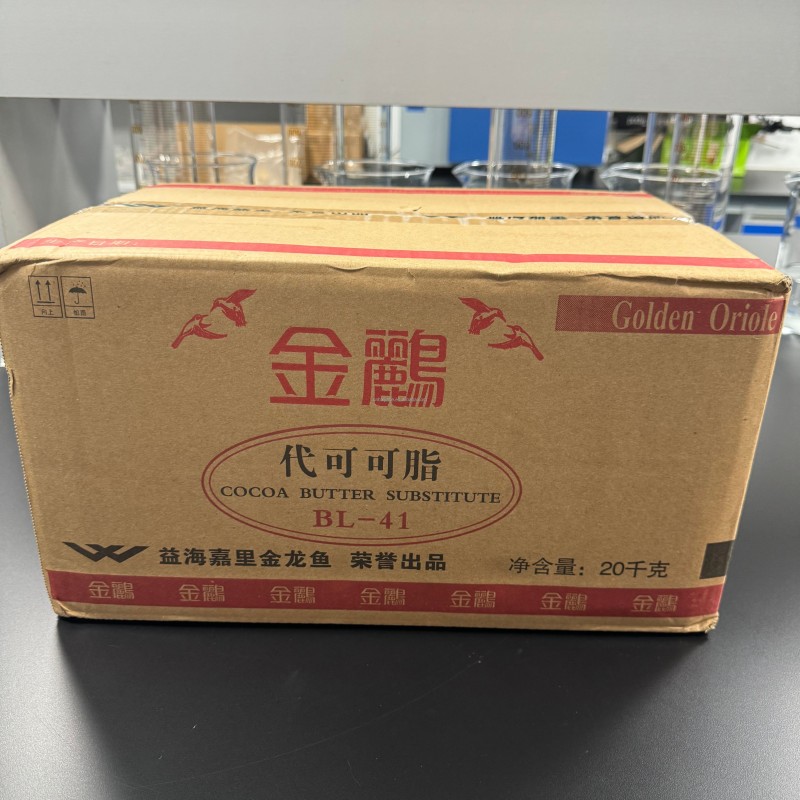 向上
怕雨
Golden Oriole
金鸝
代可可脂
COCOA BUTTER SUBSTITUTE
BL-41
益海嘉里金龙鱼 荣誉出品
净含量：20千克
金鸝 金鸝 金鸝 金鸝 金鸝 金鸝 金鸝